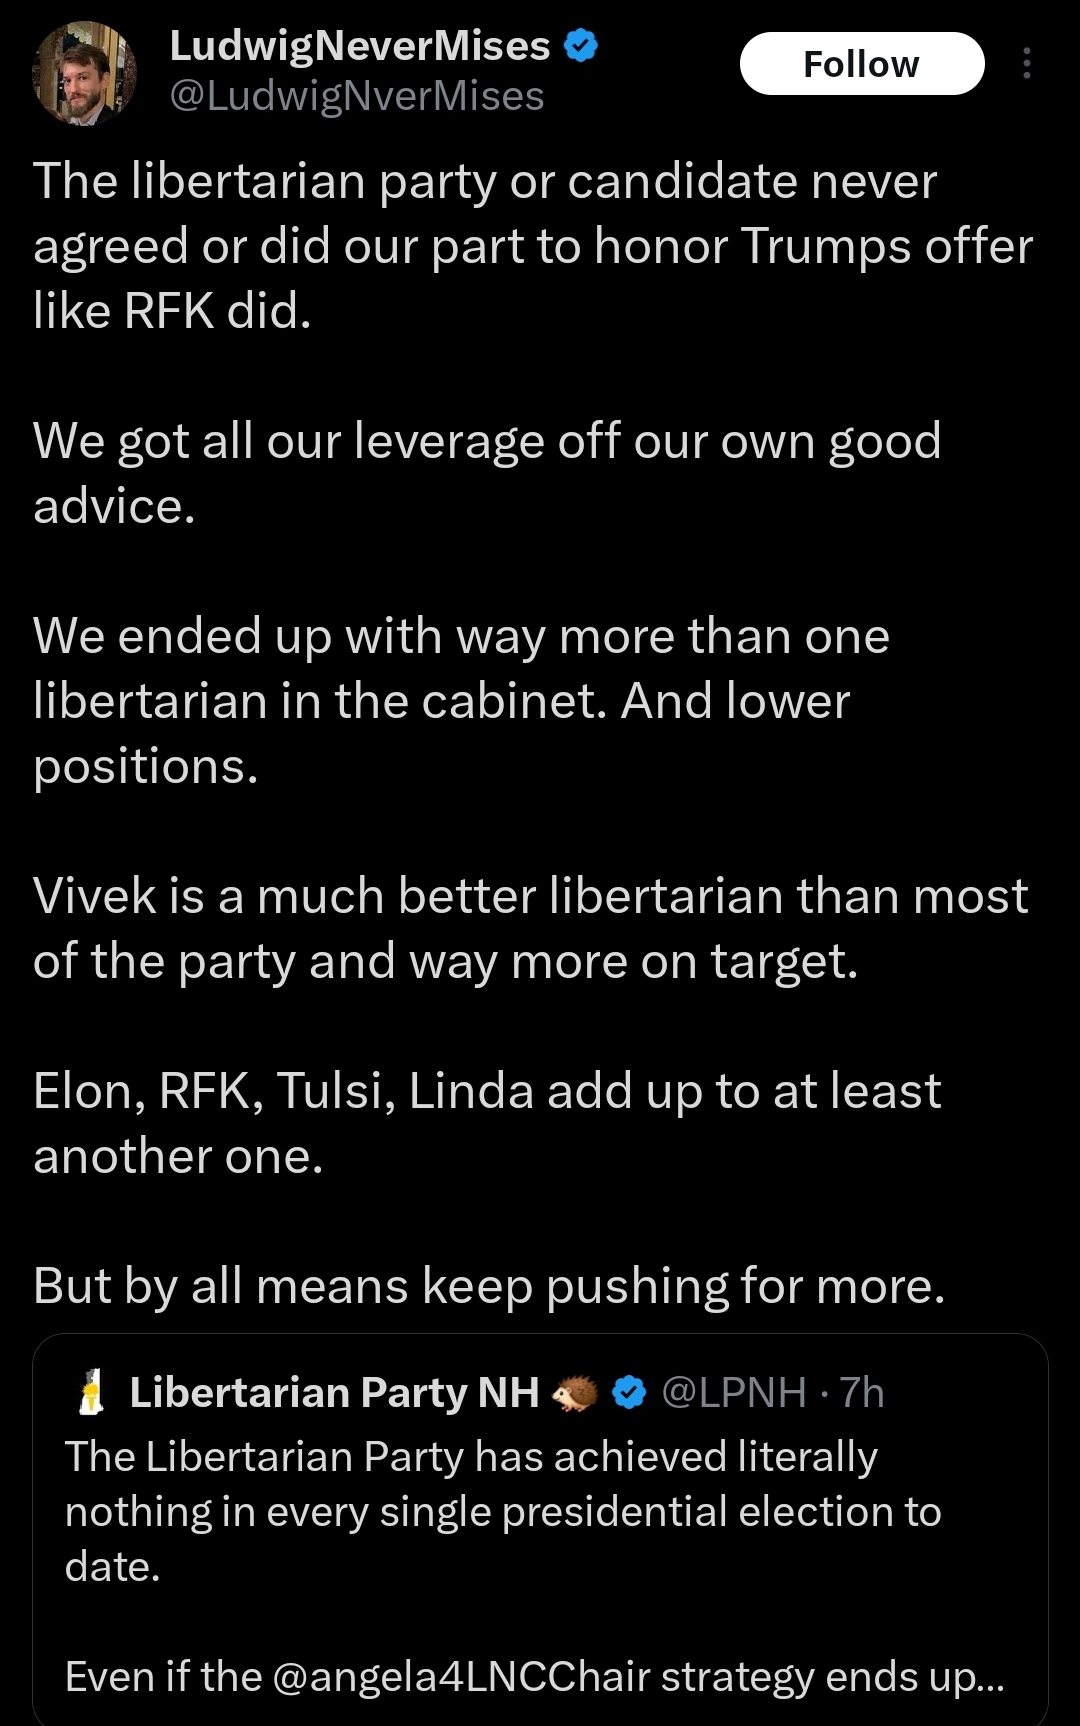 LudwigNeverMises
@LudwigNverMises
Follow
The libertarian party or candidate never
agreed or did our part to honor Trumps offer
like RFK did.
We got all our leverage off our own good
advice.
We ended up with way more than one
libertarian in the cabinet. And lower
positions.
Vivek is a much better libertarian than most
of the party and way more on target.
Elon, RFK, Tulsi, Linda add up to at least
another one.
But by all means keep pushing for more.
Libertarian Party NH 🦔 @LPNH · 7h
The Libertarian Party has achieved literally
nothing in every single presidential election to
date.
Even if the @angela4LNCChair strategy ends up...